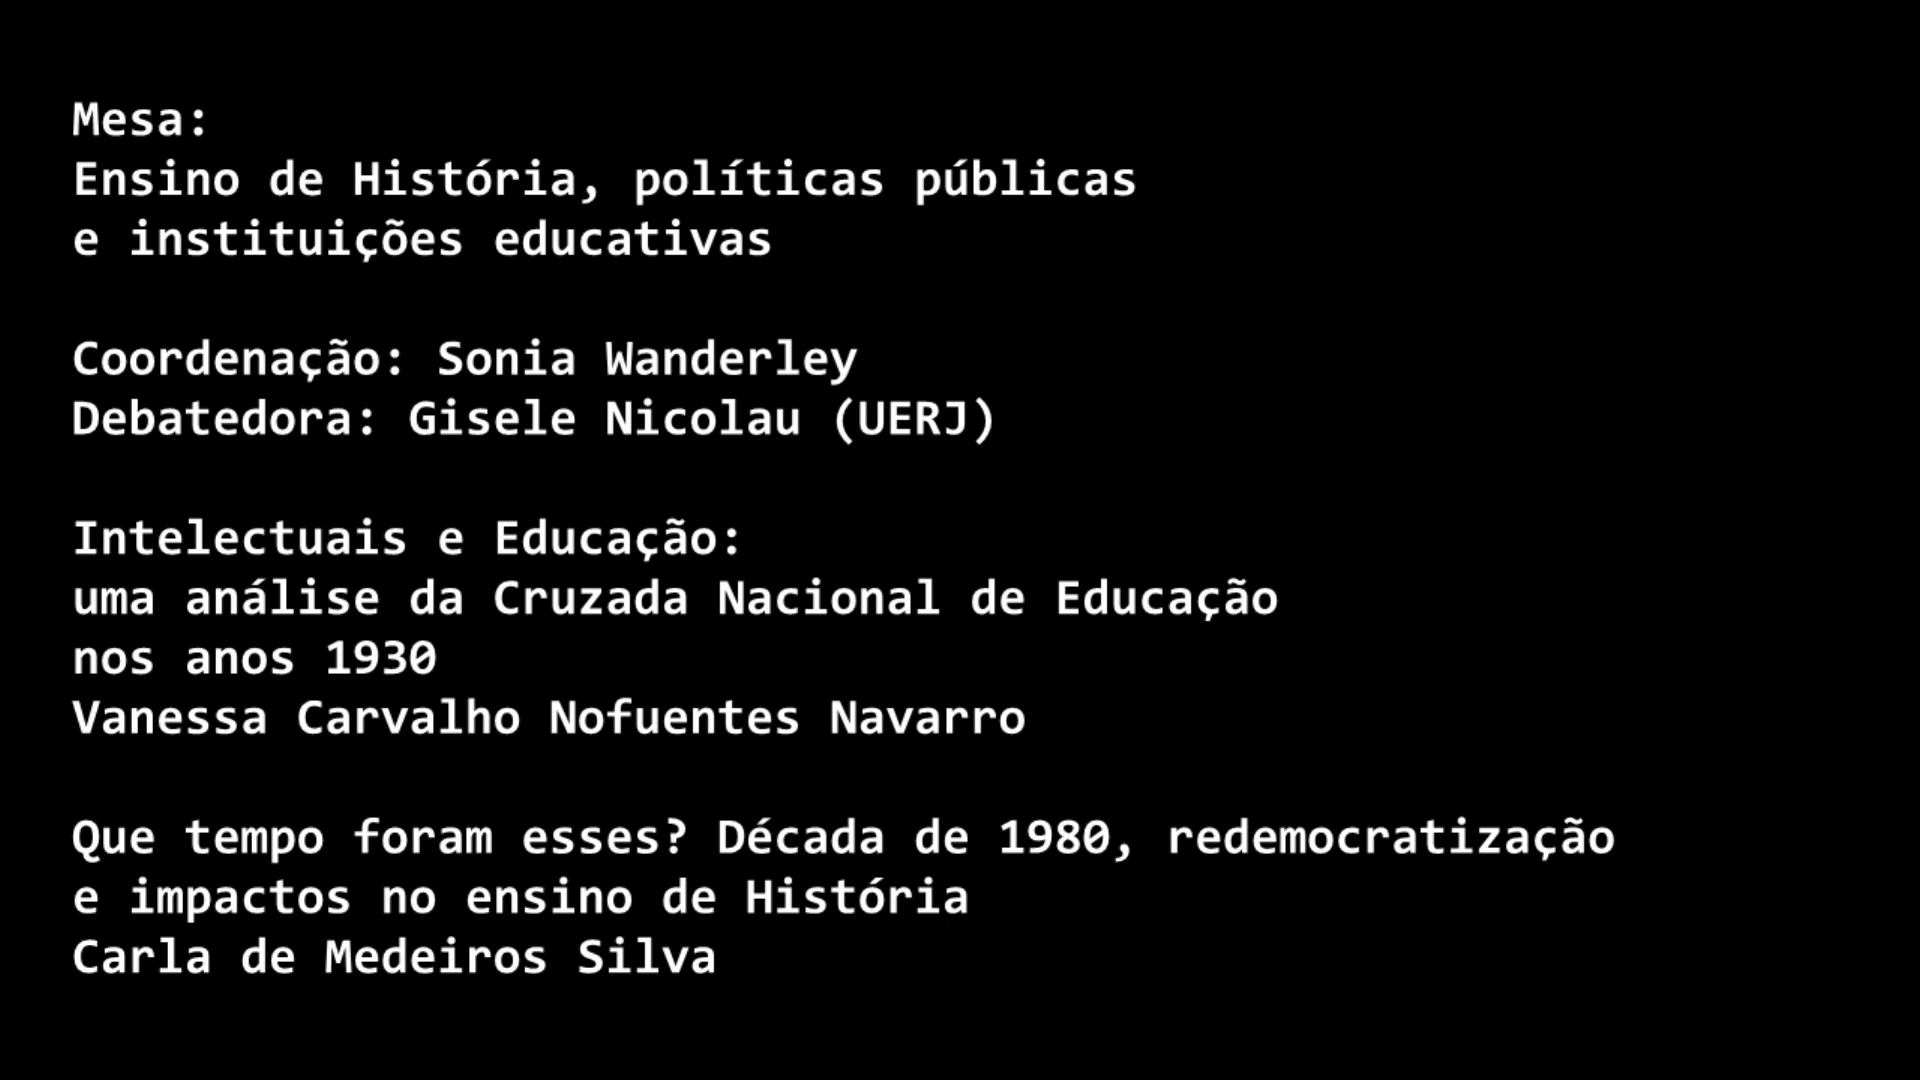 Mesa:
Ensino de História, políticas públicas
e instituições educativas
Coordenação: Sonia Wanderley
Debatedora: Gisele Nicolau (UERJ)
Intelectuais e Educação:
uma análise da Cruzada Nacional de Educação
nos anos 1930
Vanessa Carvalho Nofuentes Navarro
Que tempo foram esses? Década de 1980, redemocratização
e impactos no ensino de História
Carla de Medeiros Silva